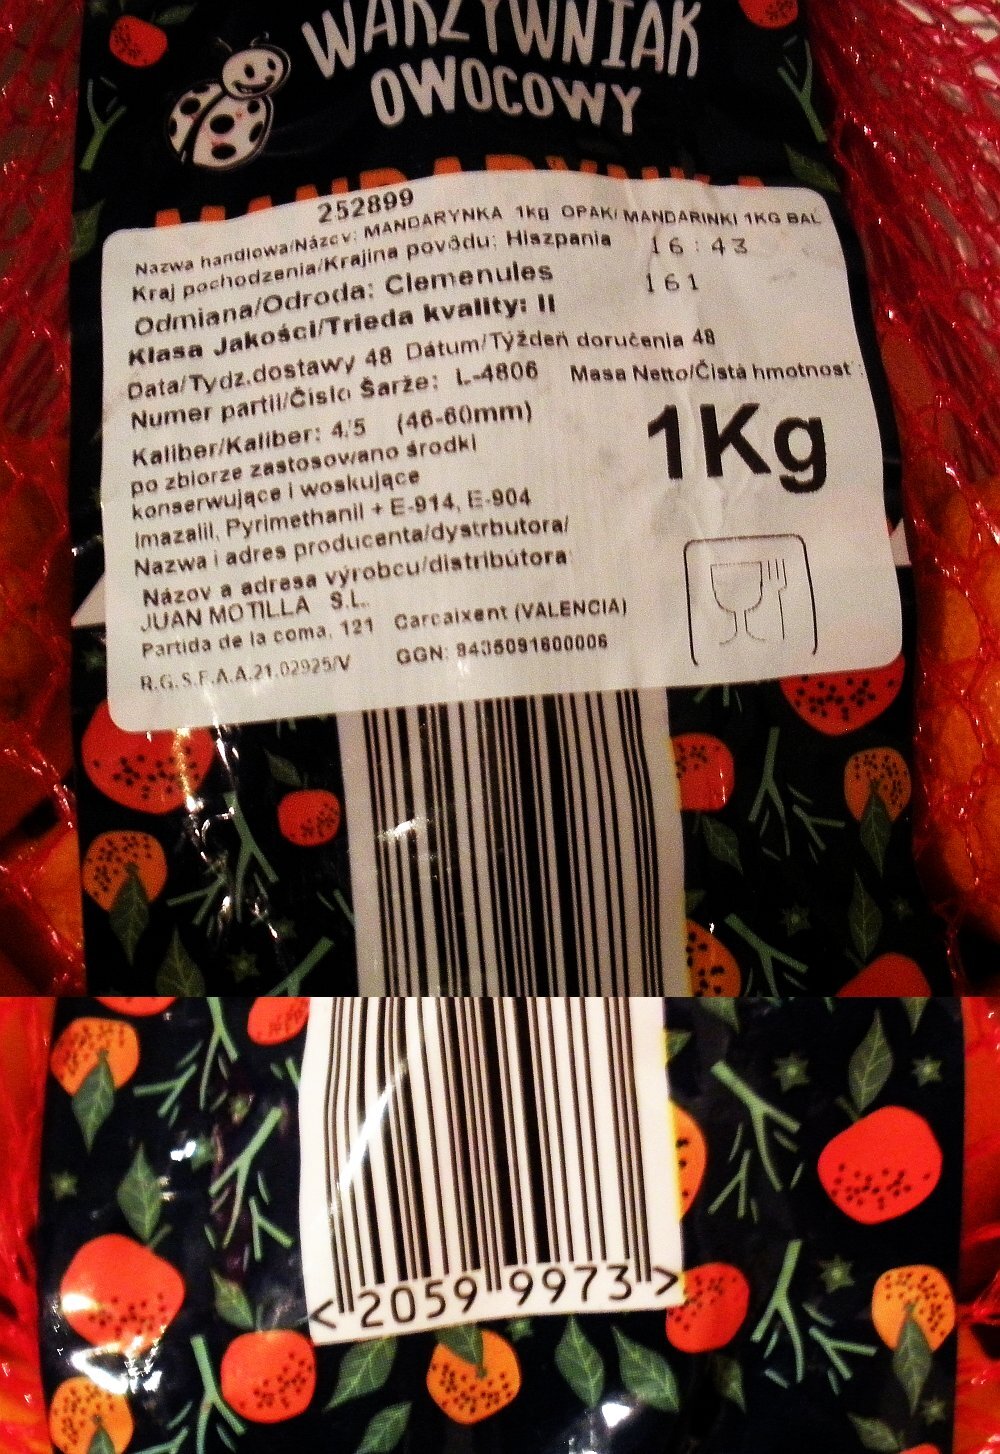 WARZYWNIAK
OWOCOWY
MANDARYNKA
252899
Nazwa handlowa/Názov: MANDARYNKA 1kg OPAK/ MANDARINKI 1KG BAL
Kraj pochodzenia/Krajina povôdu: Hiszpania 16:43
Odmiana/Odroda: Clemenules 161
Klasa Jakości/Trieda kvality: II
Data/Tydz.dostawy 48 Dátum/Týždeň doručenia 48
Numer partii/Číslo Šarže: L-4806 Masa Netto/Čistá hmotnosť:
Kaliber/Kaliber: 4/5 (46-60mm) 1Kg
po zbiorze zastosowano środki
konserwujące i woskujące
Imazalil, Pyrimethanil + E-914, E-904
Nazwa i adres producenta/dystrbutora/
Názov a adresa výrobcu/distribútora
JUAN MOTILLA S.L.
Partida de la coma, 121 Carcaixent (VALENCIA)
R.G.S.F.A.A.21.02925/V GGN: 8435091600006
<2059 9973>